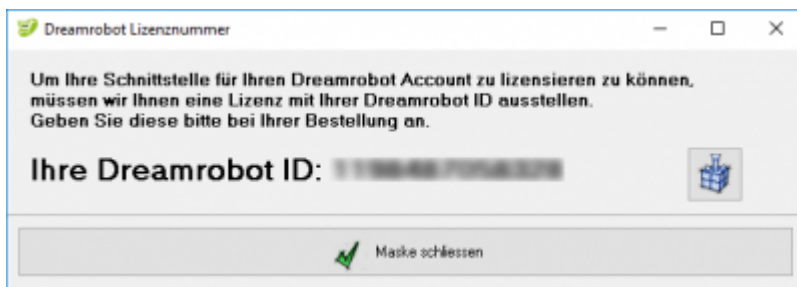 Dreamrobot Lizenznummer
Um Ihre Schnittstelle für Ihren Dreamrobot Account zu lizensieren zu können,
müssen wir Ihnen eine Lizenz mit Ihrer Dreamrobot ID ausstellen.
Geben Sie diese bitte bei Ihrer Bestellung an.
Ihre Dreamrobot ID:
Maske schliessen